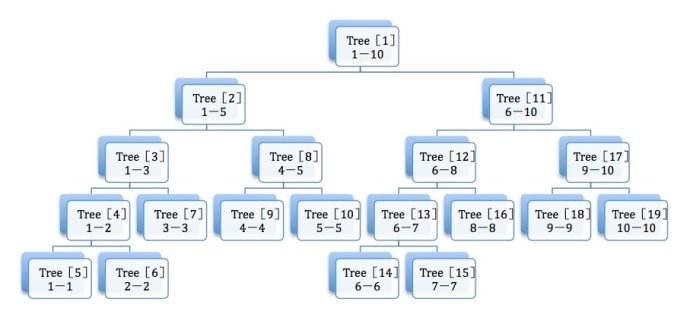 Tree [1]
1—10
Tree [2]
1—5
Tree [11]
6—10
Tree [3]
1—3
Tree [8]
4—5
Tree [12]
6—8
Tree [17]
9—10
Tree [4]
1—2
Tree [7]
3—3
Tree [9]
4—4
Tree [10]
5—5
Tree [13]
6—7
Tree [16]
8—8
Tree [18]
9—9
Tree [19]
10—10
Tree [5]
1—1
Tree [6]
2—2
Tree [14]
6—6
Tree [15]
7—7